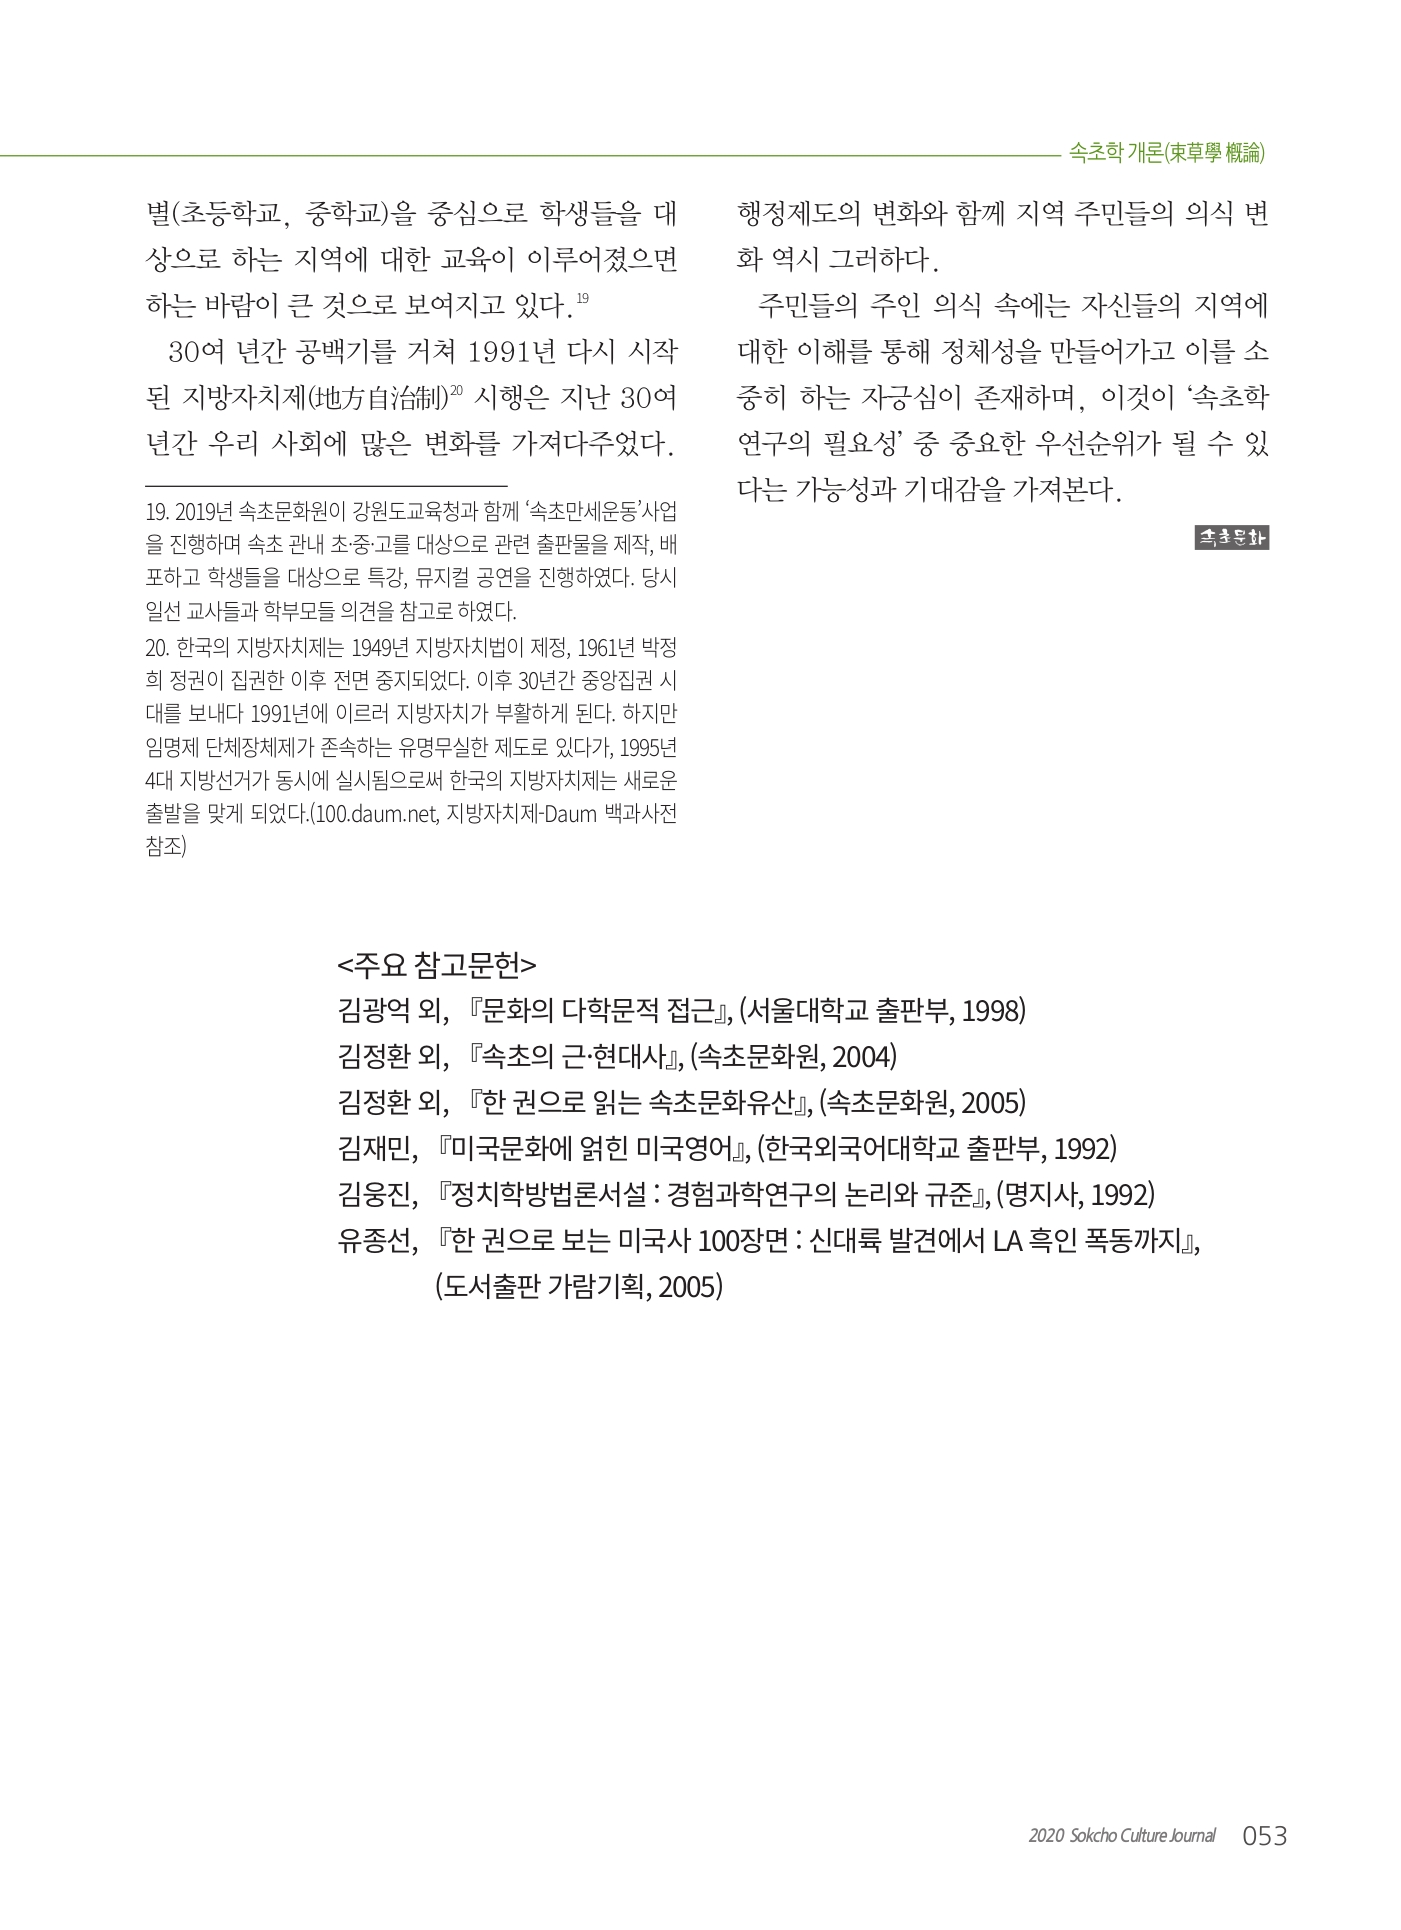 속초학 개론(束草學 槪論)
별(초등학교, 중학교)을 중심으로 학생들을 대
상으로 하는 지역에 대한 교육이 이루어졌으면
하는 바람이 큰 것으로 보여지고 있다.19
30여 년간 공백기를 거쳐 1991년 다시 시작
된 지방자치제(地方自治制)20 시행은 지난 30여
년간 우리 사회에 많은 변화를 가져다주었다.
19. 2019년 속초문화원이 강원도교육청과 함께 ‘속초만세운동’사업
을 진행하며 속초 관내 초·중·고를 대상으로 관련 출판물을 제작, 배
포하고 학생들을 대상으로 특강, 뮤지컬 공연을 진행하였다. 당시
일선 교사들과 학부모들 의견을 참고로 하였다.
20. 한국의 지방자치제는 1949년 지방자치법이 제정, 1961년 박정
희 정권이 집권한 이후 전면 중지되었다. 이후 30년간 중앙집권 시
대를 보내다 1991년에 이르러 지방자치가 부활하게 된다. 하지만
임명제 단체장체제가 존속하는 유명무실한 제도로 있다가, 1995년
4대 지방선거가 동시에 실시됨으로써 한국의 지방자치제는 새로운
출발을 맞게 되었다.(100.daum.net, 지방자치제-Daum 백과사전
참조)
행정제도의 변화와 함께 지역 주민들의 의식 변
화 역시 그러하다.
주민들의 주인 의식 속에는 자신들의 지역에
대한 이해를 통해 정체성을 만들어가고 이를 소
중히 하는 자긍심이 존재하며, 이것이 ‘속초학
연구의 필요성’ 중 중요한 우선순위가 될 수 있
다는 가능성과 기대감을 가져본다.
속초문화
<주요 참고문헌>
김광억 외, 『문화의 다학문적 접근』, (서울대학교 출판부, 1998)
김정환 외, 『속초의 근·현대사』, (속초문화원, 2004)
김정환 외, 『한 권으로 읽는 속초문화유산』, (속초문화원, 2005)
김재민, 『미국문화에 얽힌 미국영어』, (한국외국어대학교 출판부, 1992)
김웅진, 『정치학방법론서설 : 경험과학연구의 논리와 규준』, (명지사, 1992)
유종선, 『한 권으로 보는 미국사 100장면 : 신대륙 발견에서 LA 흑인 폭동까지』,
(도서출판 가람기획, 2005)
2020 Sokcho Culture Journal 053